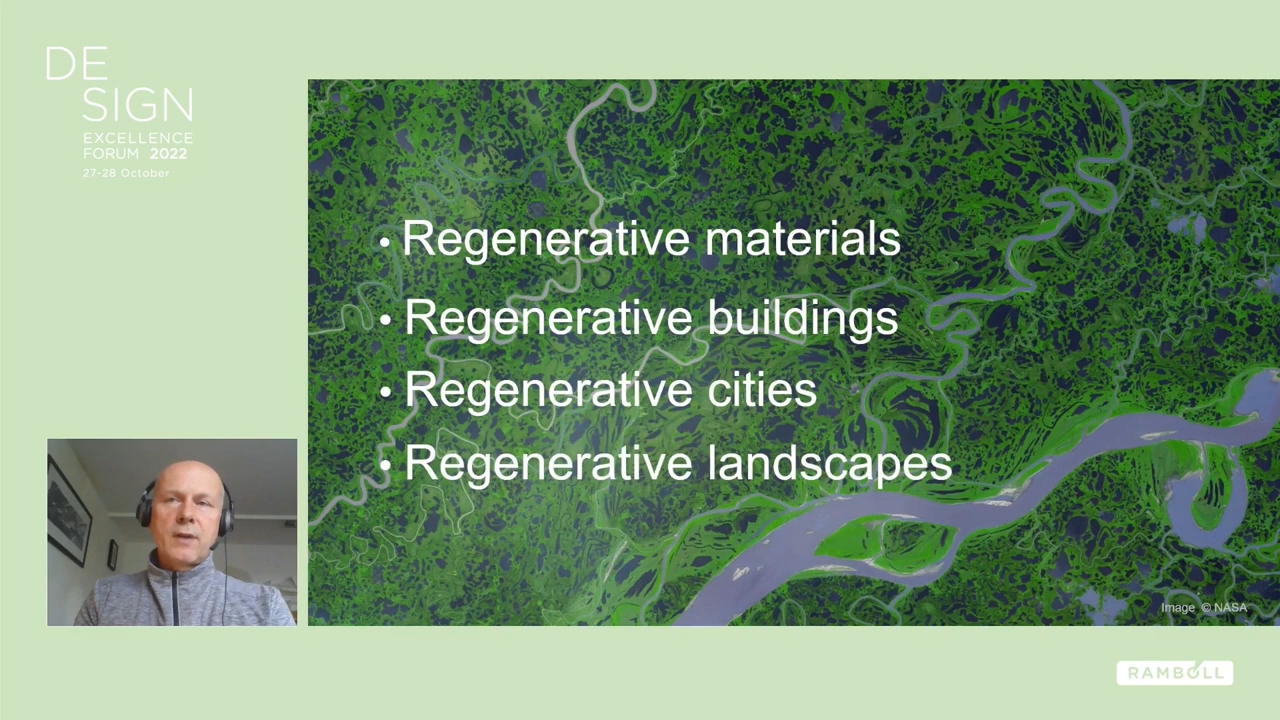 DE
SIGN
EXCELLENCE
FORUM 2022
27-28 October
• Regenerative materials
• Regenerative buildings
• Regenerative cities
• Regenerative landscapes
Image © NASA
RAMBOLL